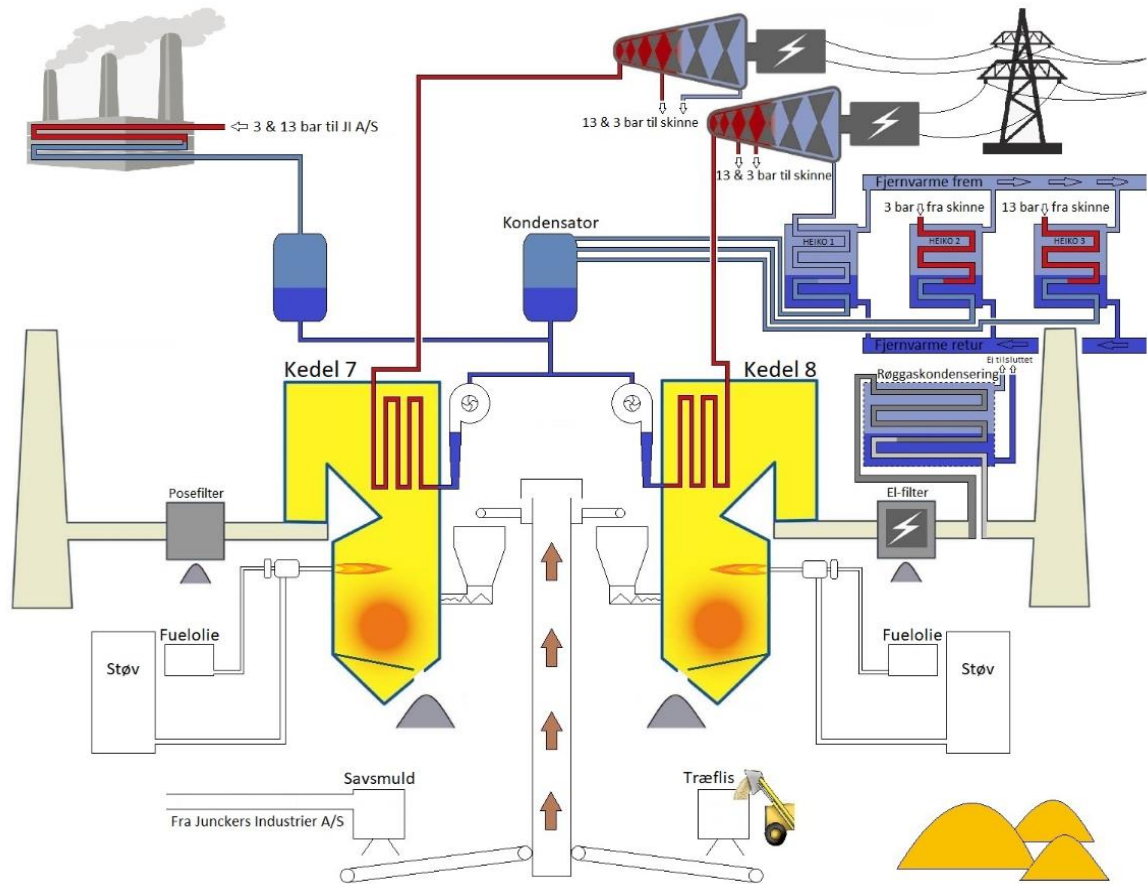 3 & 13 bar til JI A/S
13 & 3 bar til skinne
13 & 3 bar til skinne
Fjernvarme frem
3 bar fra skinne
13 bar fra skinne
Kondensator
HEIKO 1
HEIKO 2
HEIKO 3
Fjernvarme retur
Ej tilsluttet
Kedel 7
Kedel 8
Røggaskondensering
Posefilter
El-filter
Fuelolie
Fuelolie
Støv
Støv
Savsmuld
Træflis
Fra Junckers Industrier A/S